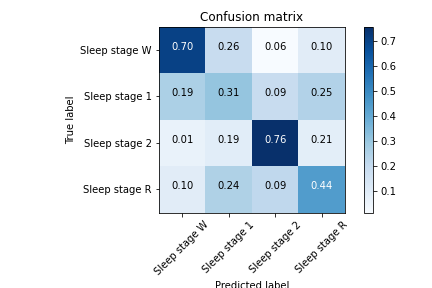 Confusion matrix
Sleep stage W 0.70 0.26 0.06 0.10
Sleep stage 1 0.19 0.31 0.09 0.25
Sleep stage 2 0.01 0.19 0.76 0.21
Sleep stage R 0.10 0.24 0.09 0.44
True label
Sleep stage W Sleep stage 1 Sleep stage 2 Sleep stage R
Predicted label
0.7
0.6
0.5
0.4
0.3
0.2
0.1